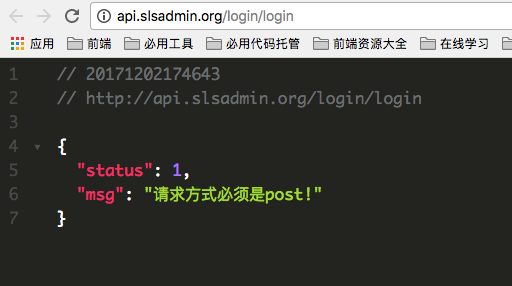 api.slsadmin.org/login/login
应用 前端 必用工具 必用代码托管 前端资源大全 在线学习
1 // 20171202174643
2 // http://api.slsadmin.org/login/login
3
4 {
5 "status": 1,
6 "msg": "请求方式必须是post!"
7 }